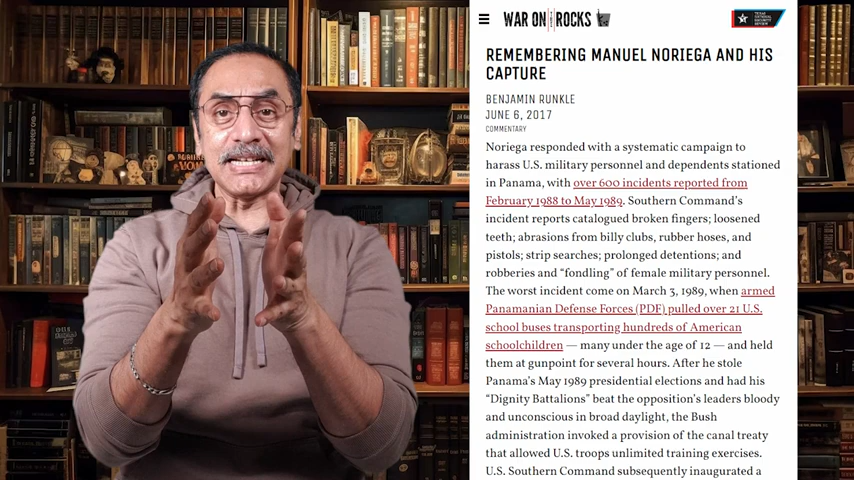 WAR ON ROCKS
TEXAS NATIONAL SECURITY REVIEW
REMEMBERING MANUEL NORIEGA AND HIS
CAPTURE
BENJAMIN RUNKLE
JUNE 6, 2017
COMMENTARY
Noriega responded with a systematic campaign to
harass U.S. military personnel and dependents stationed
in Panama, with over 600 incidents reported from
February 1988 to May 1989. Southern Command’s
incident reports catalogued broken fingers; loosened
teeth; abrasions from billy clubs, rubber hoses, and
pistols; strip searches; prolonged detentions; and
robberies and “fondling” of female military personnel.
The worst incident come on March 3, 1989, when armed
Panamanian Defense Forces (PDF) pulled over 21 U.S.
school buses transporting hundreds of American
schoolchildren — many under the age of 12 — and held
them at gunpoint for several hours. After he stole
Panama’s May 1989 presidential elections and had his
“Dignity Battalions” beat the opposition’s leaders bloody
and unconscious in broad daylight, the Bush
administration invoked a provision of the canal treaty
that allowed U.S. troops unlimited training exercises.
U.S. Southern Command subsequently inaugurated a